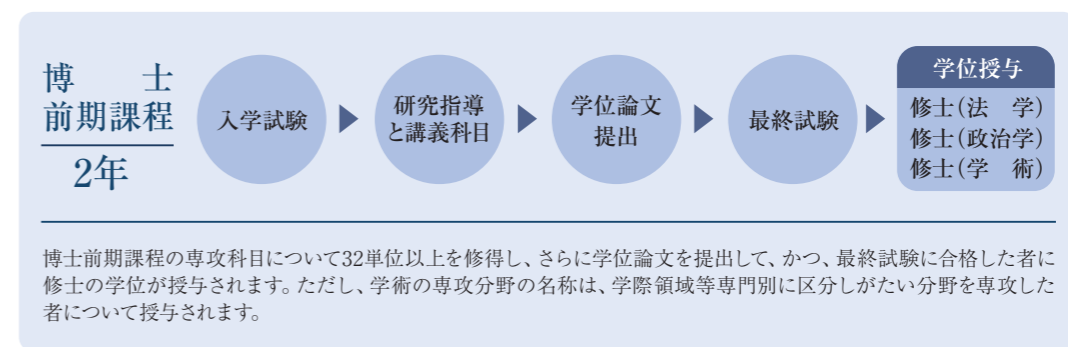 博　士
前期課程
2年
入学試験
研究指導
と講義科目
学位論文
提出
最終試験
学位授与
修士（法　学）
修士（政治学）
修士（学　術）
博士前期課程の専攻科目について32単位以上を修得し、さらに学位論文を提出して、かつ、最終試験に合格した者に
修士の学位が授与されます。ただし、学術の専攻分野の名称は、学際領域等専門別に区分しがたい分野を専攻した
者について授与されます。